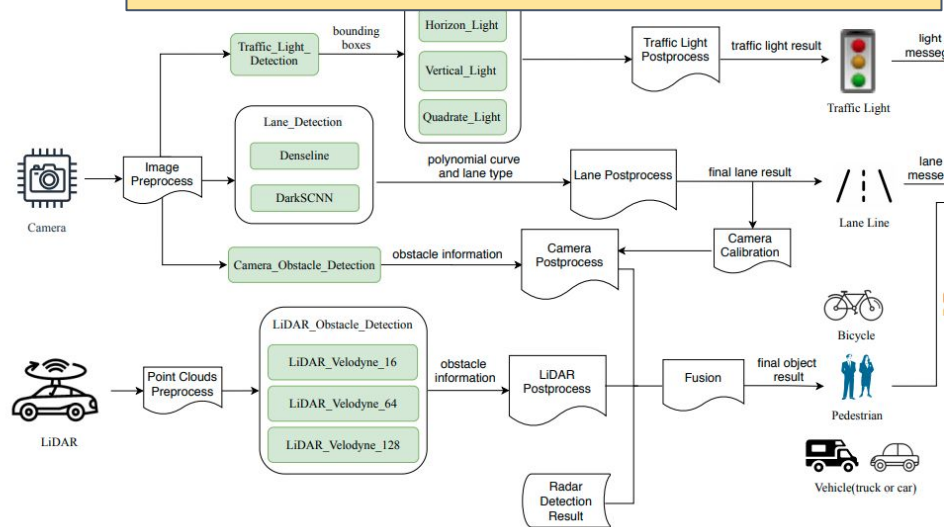 Horizon_Light
Vertical_Light
Quadrate_Light
Traffic_Light_
Detection
bounding
boxes
Traffic Light
Postprocess
traffic light result
Traffic Light
light
messeg
Lane_Detection
Denseline
DarkSCNN
Camera
Image
Preprocess
polynomial curve
and lane type
Lane Postprocess
final lane result
Lane Line
lane
messeg
Camera_Obstacle_Detection
obstacle information
Camera
Postprocess
Camera
Calibration
Bicycle
LiDAR_Obstacle_Detection
LiDAR_Velodyne_16
LiDAR_Velodyne_64
LiDAR_Velodyne_128
LiDAR
Point Clouds
Preprocess
obstacle
information
LiDAR
Postprocess
Fusion
final object
result
Pedestrian
Radar
Detection
Result
Vehicle(truck or car)